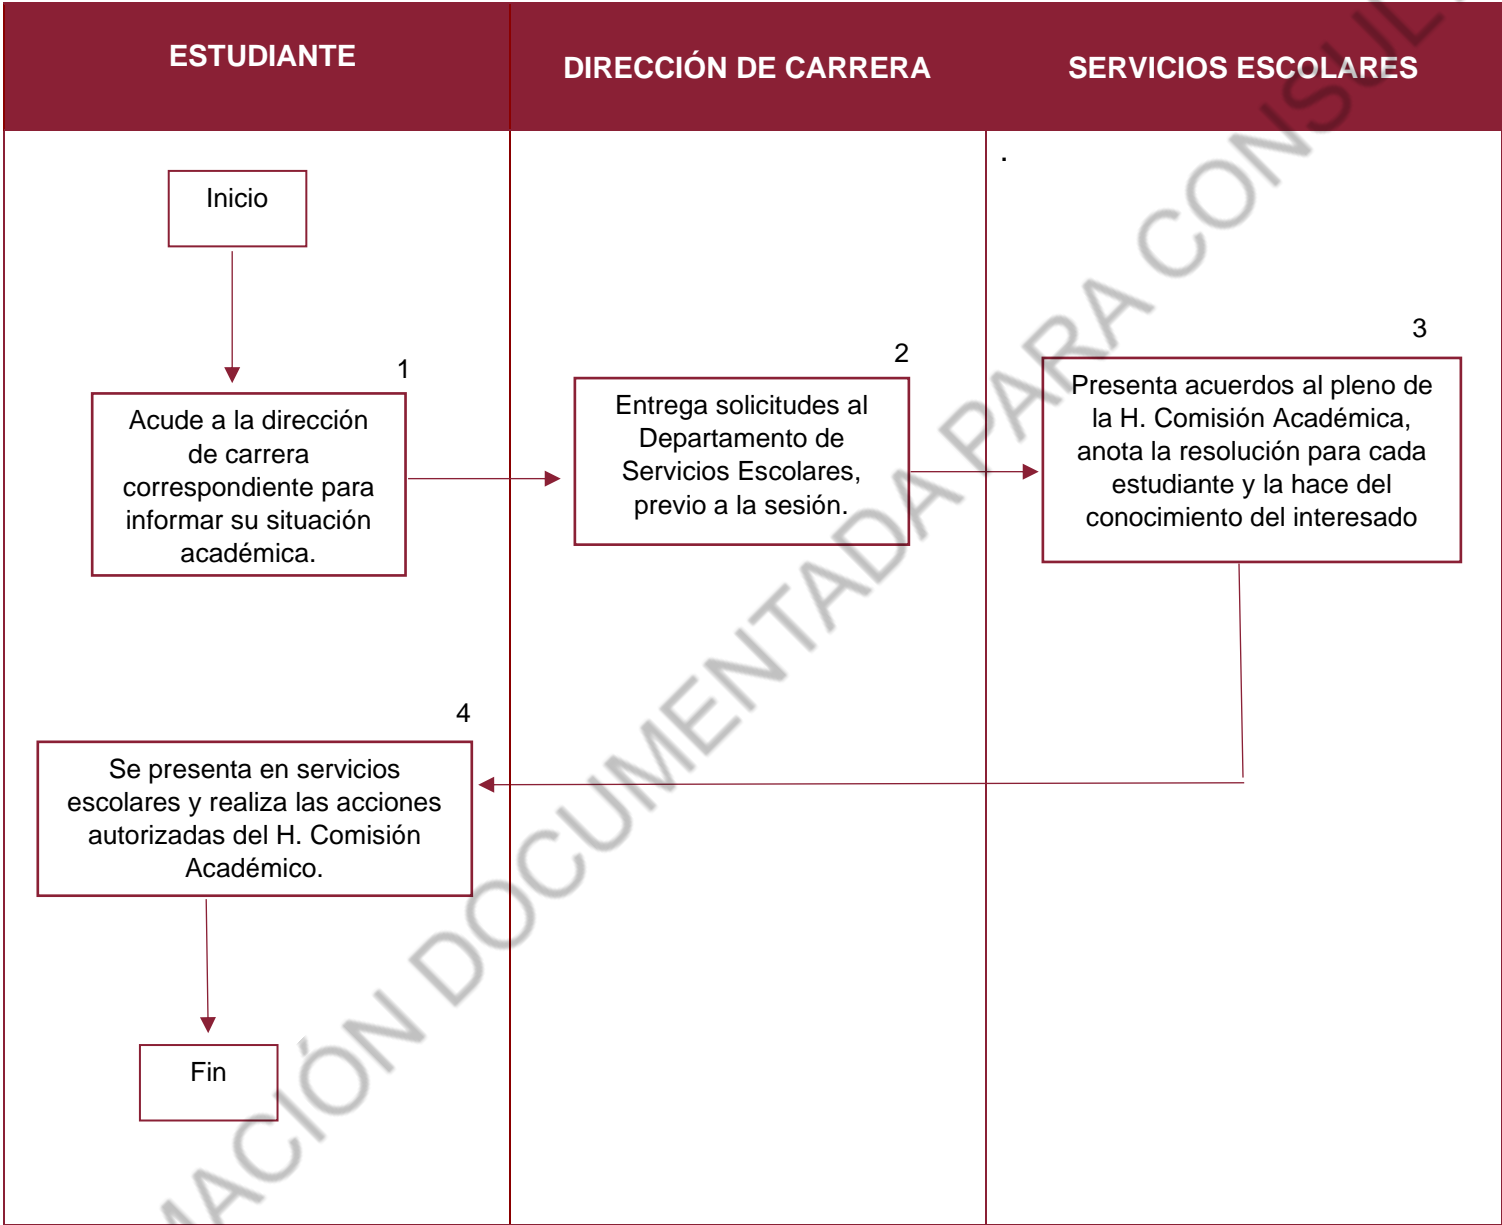 ESTUDIANTE
DIRECCIÓN DE CARRERA
SERVICIOS ESCOLARES
.
Inicio
1
Acude a la dirección
de carrera
correspondiente para
informar su situación
académica.
2
Entrega solicitudes al
Departamento de
Servicios Escolares,
previo a la sesión.
3
Presenta acuerdos al pleno de
la H. Comisión Académica,
anota la resolución para cada
estudiante y la hace del
conocimiento del interesado
4
Se presenta en servicios
escolares y realiza las acciones
autorizadas del H. Comisión
Académico.
Fin
MACIÓN DOCUMENTADA PARA CONSUL